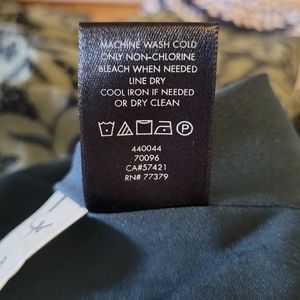 MACHINE WASH COLD
ONLY NON-CHLORINE
BLEACH WHEN NEEDED
LINE DRY
COOL IRON IF NEEDED
OR DRY CLEAN
P
440044
70096
CA#57421
RN# 77379